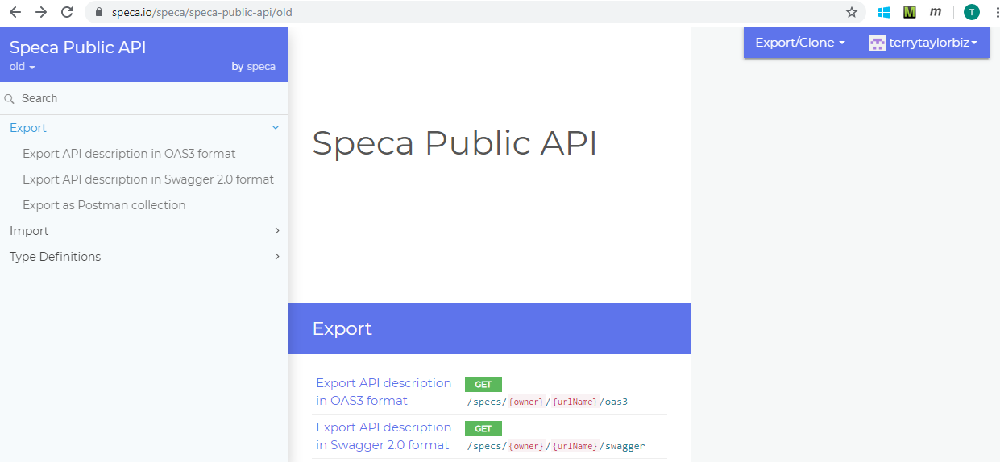 speca.io/speca/speca-public-api/old
M
m
T
Speca Public API
old
by speca
Export/Clone
terrytaylorbiz
Search
Export
Export API description in OAS3 format
Export API description in Swagger 2.0 format
Export as Postman collection
Import
Type Definitions
Speca Public API
Export
Export API description
in OAS3 format
GET
/specs/{owner}/{urlName}/oas3
Export API description
in Swagger 2.0 format
GET
/specs/{owner}/{urlName}/swagger